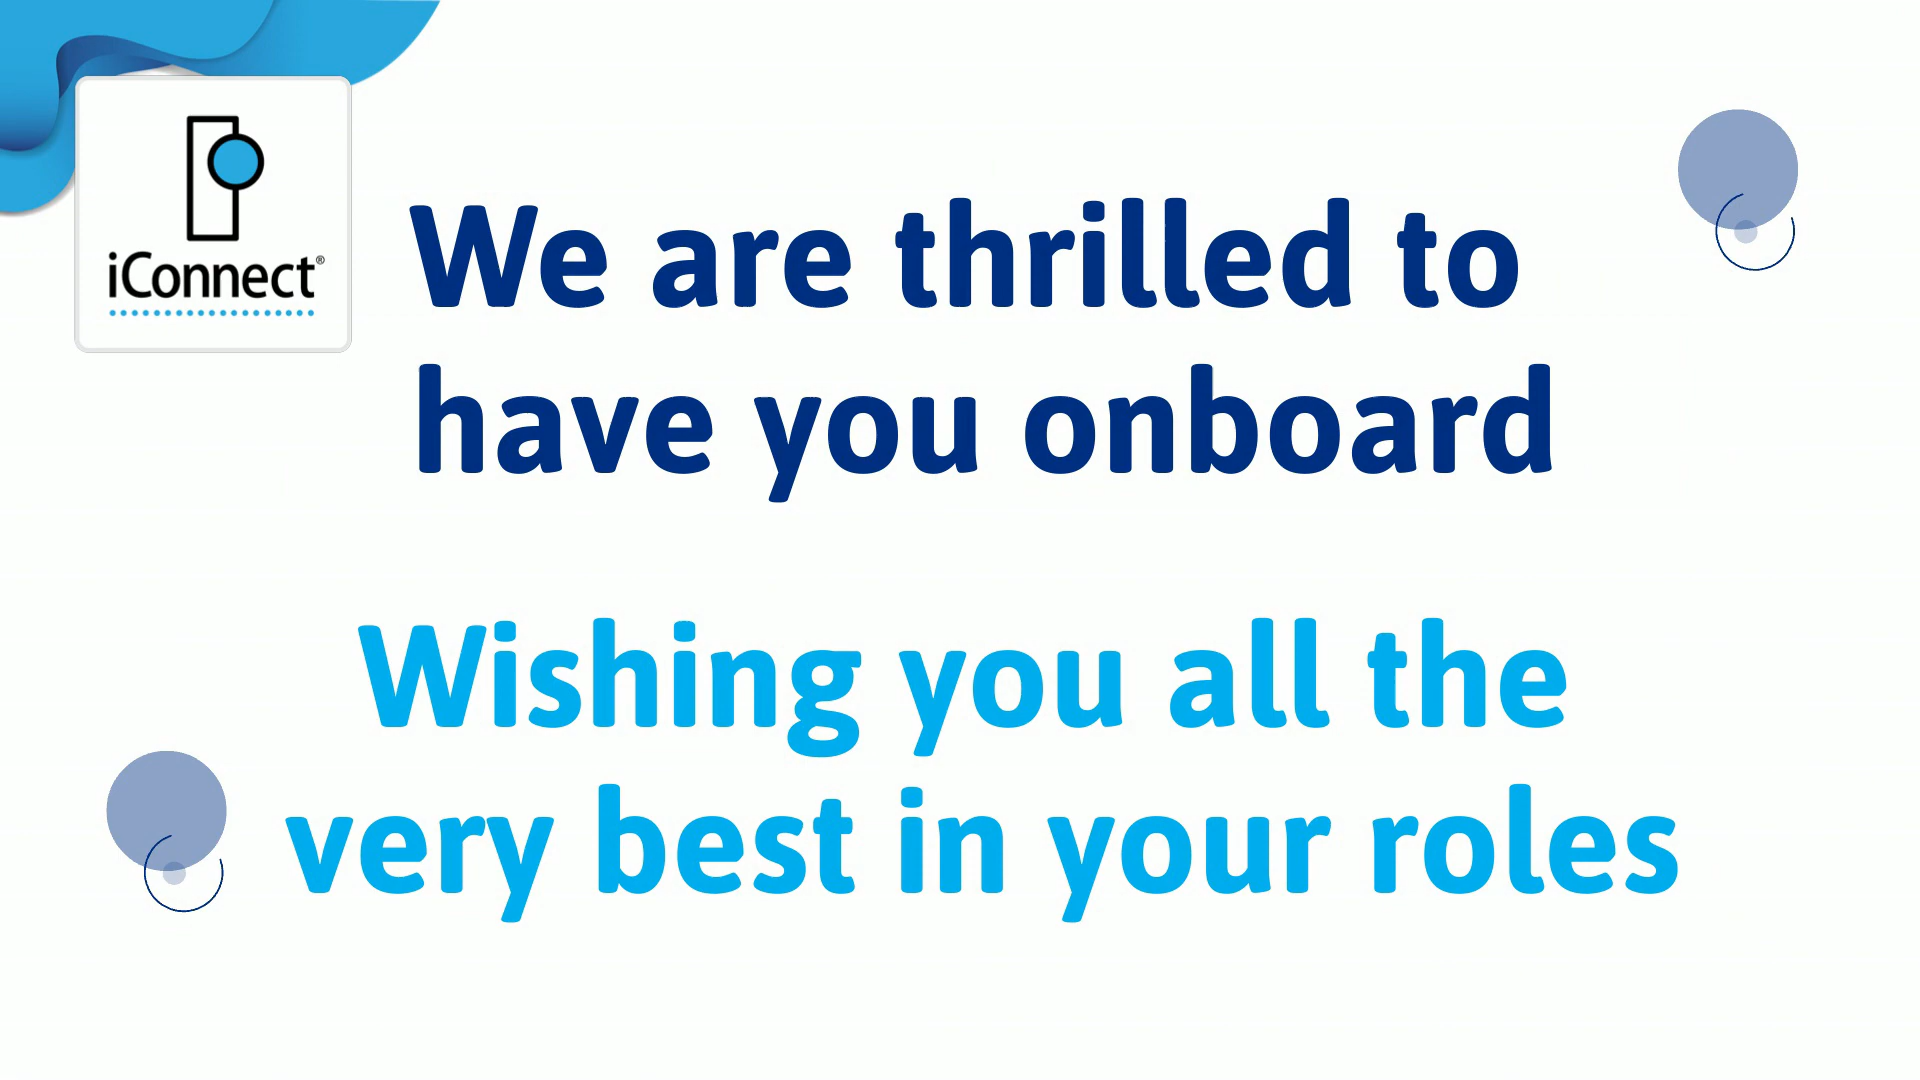 iConnect®
We are thrilled to
have you onboard
Wishing you all the
very best in your roles